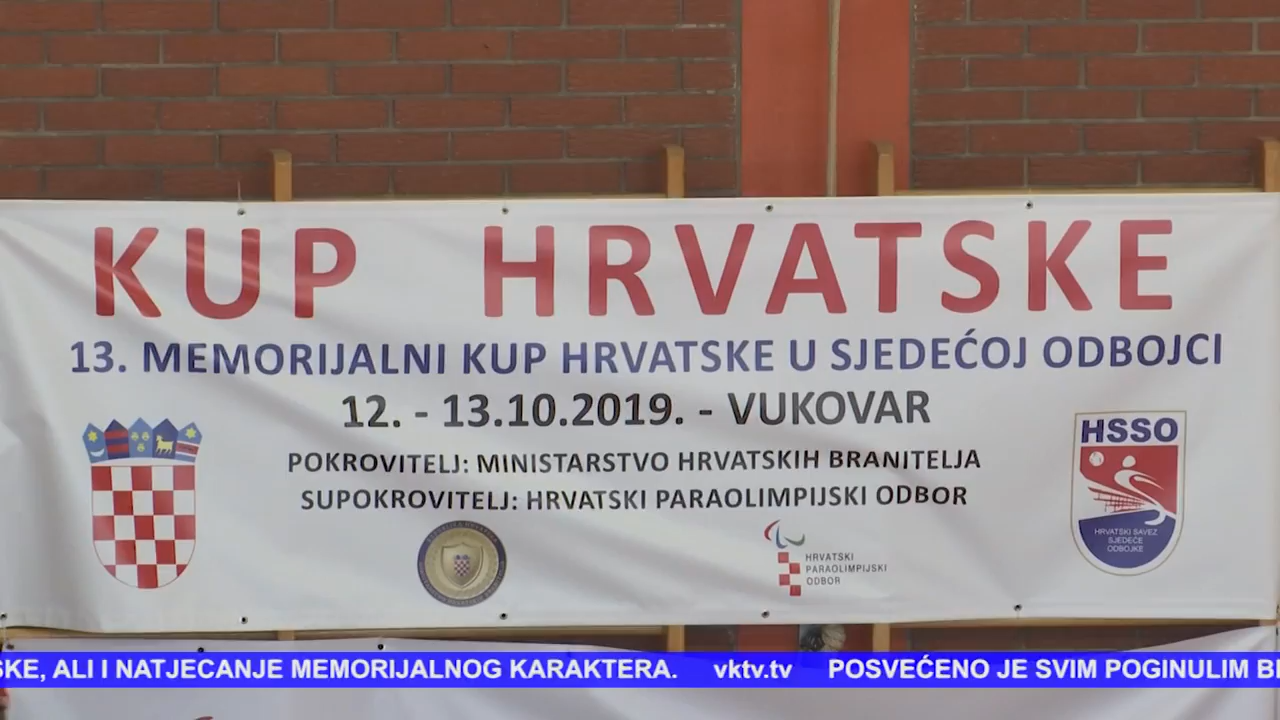 KUP HRVATSKE
13. MEMORIJALNI KUP HRVATSKE U SJEDEĆOJ ODBOJCI
12. - 13.10.2019. - VUKOVAR
POKROVITELJ: MINISTARSTVO HRVATSKIH BRANITELJA
SUPOKROVITELJ: HRVATSKI PARAOLIMPIJSKI ODBOR
HRVATSKI
PARAOLIMPIJSKI
ODBOR
HSSO
HRVATSKI SAVEZ
SJEDEĆE
ODBOJKE
SKE, ALI I NATJECANJE MEMORIJALNOG KARAKTERA. vktv.tv POSVEĆENO JE SVIM POGINULIM